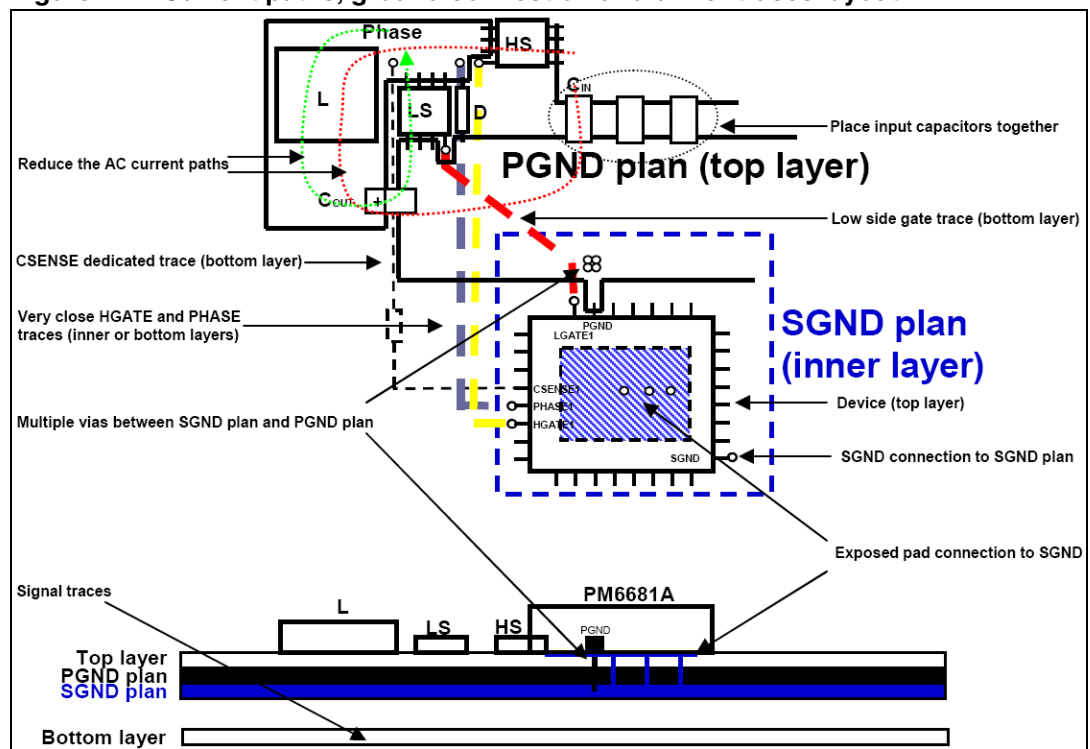 Phase
HS
L
LS
D
CIN
Place input capacitors together
Reduce the AC current paths
PGND plan (top layer)
COUT
+
Low side gate trace (bottom layer)
CSENSE dedicated trace (bottom layer)
Very close HGATE and PHASE
traces (inner or bottom layers)
PGND
LGATE1
SGND plan
(inner layer)
CSENSE1
PHASE1
HGATE1
Device (top layer)
Multiple vias between SGND plan and PGND plan
SGND
SGND connection to SGND plan
Exposed pad connection to SGND
Signal traces
PM6681A
L
LS
HS
PGND
Top layer
PGND plan
SGND plan
Bottom layer